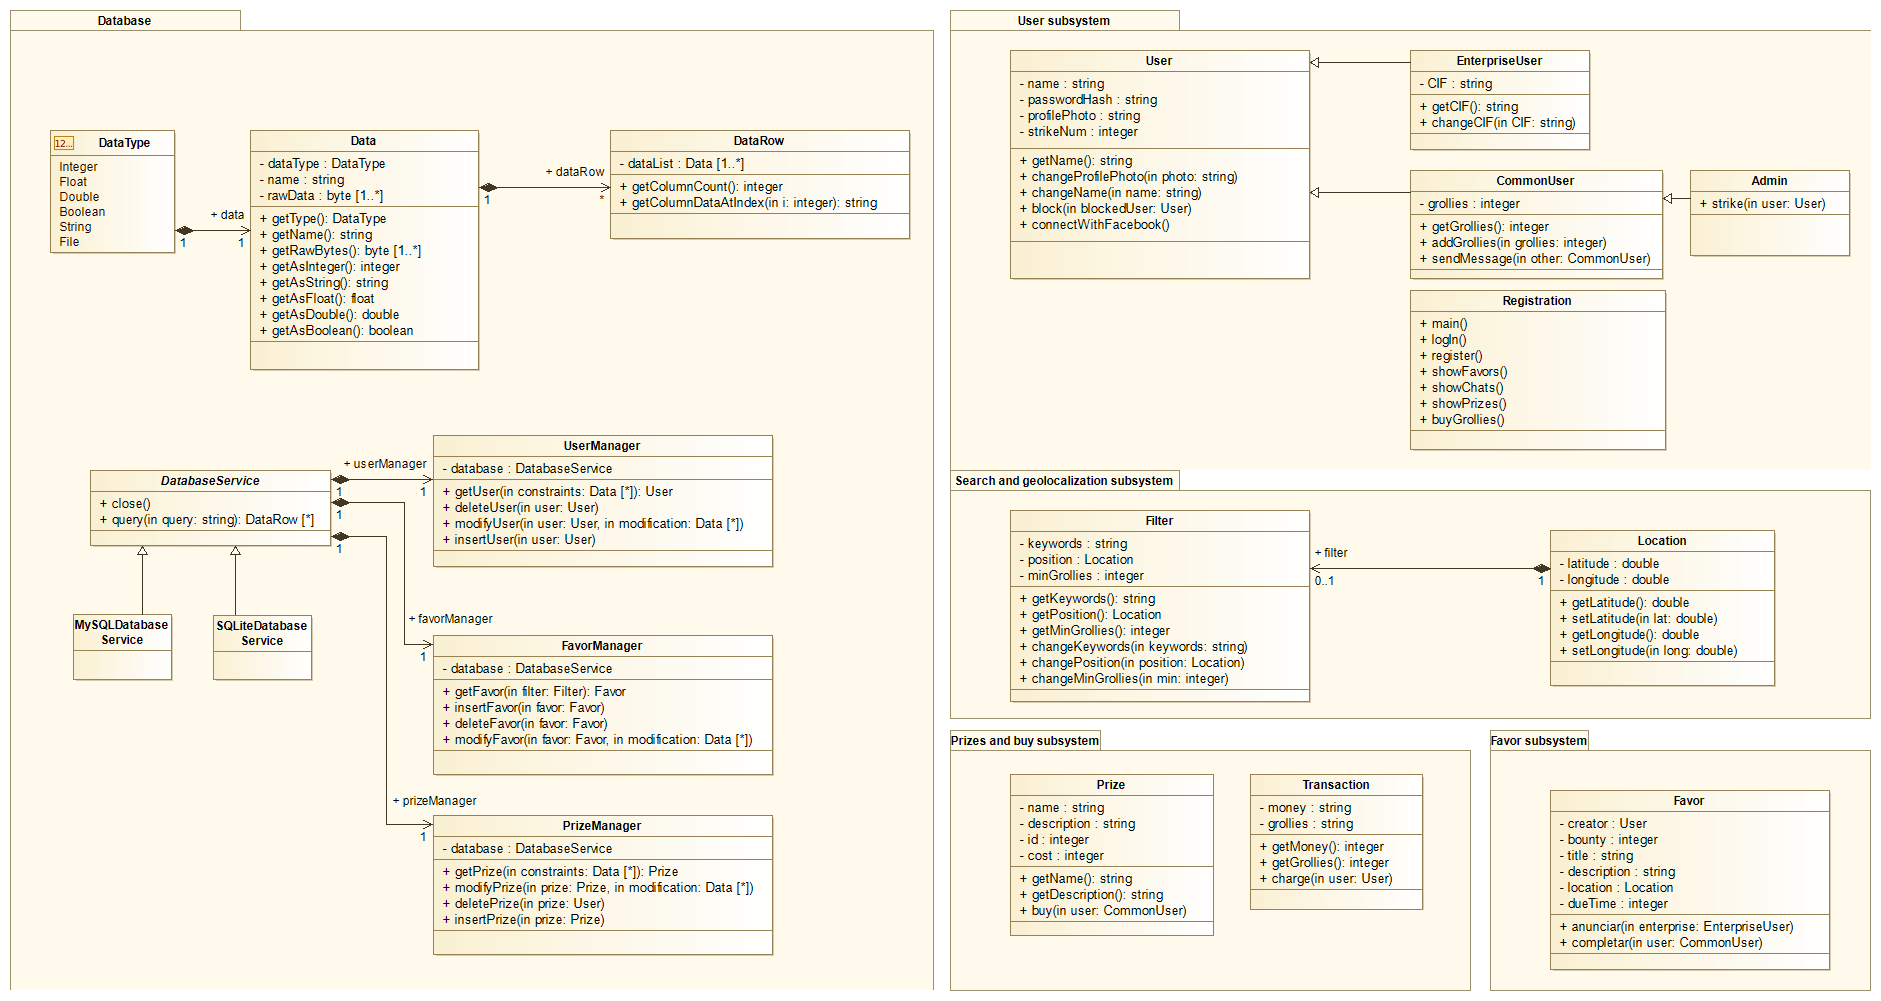 Database
DataType
12...
Integer
Float
Double
Boolean
String
File
+ data
1
1
Data
- dataType : DataType
- name : string
- rawData : byte [1..*]
+ getType(): DataType
+ getName(): string
+ getRawBytes(): byte [1..*]
+ getAsInteger(): integer
+ getAsString(): string
+ getAsFloat(): float
+ getAsDouble(): double
+ getAsBoolean(): boolean
+ dataRow
1
*
DataRow
- dataList : Data [1..*]
+ getColumnCount(): integer
+ getColumnDataAtIndex(in i: integer): string
DatabaseService
+ close()
+ query(in query: string): DataRow [*]
MySQLDatabase
Service
SQLiteDatabase
Service
+ userManager
1
1
1
1
UserManager
- database : DatabaseService
+ getUser(in constraints: Data [*]): User
+ deleteUser(in user: User)
+ modifyUser(in user: User, in modification: Data [*])
+ insertUser(in user: User)
+ favorManager
1
FavorManager
- database : DatabaseService
+ getFavor(in filter: Filter): Favor
+ insertFavor(in favor: Favor)
+ deleteFavor(in favor: Favor)
+ modifyFavor(in favor: Favor, in modification: Data [*])
+ prizeManager
1
PrizeManager
- database : DatabaseService
+ getPrize(in constraints: Data [*]): Prize
+ modifyPrize(in prize: Prize, in modification: Data [*])
+ deletePrize(in prize: User)
+ insertPrize(in prize: Prize)
User subsystem
User
- name : string
- passwordHash : string
- profilePhoto : string
- strikeNum : integer
+ getName(): string
+ changeProfilePhoto(in photo: string)
+ changeName(in name: string)
+ block(in blockedUser: User)
+ connectWithFacebook()
EnterpriseUser
- CIF : string
+ getCIF(): string
+ changeCIF(in CIF: string)
CommonUser
- grollies : integer
+ getGrollies(): integer
+ addGrollies(in grollies: integer)
+ sendMessage(in other: CommonUser)
Admin
+ strike(in user: User)
Registration
+ main()
+ logIn()
+ register()
+ showFavors()
+ showChats()
+ showPrizes()
+ buyGrollies()
Search and geolocalization subsystem
Filter
- keywords : string
- position : Location
- minGrollies : integer
+ getKeywords(): string
+ getPosition(): Location
+ getMinGrollies(): integer
+ changeKeywords(in keywords: string)
+ changePosition(in position: Location)
+ changeMinGrollies(in min: integer)
+ filter
0..1
1
Location
- latitude : double
- longitude : double
+ getLatitude(): double
+ setLatitude(in lat: double)
+ getLongitude(): double
+ setLongitude(in long: double)
Prizes and buy subsystem
Prize
- name : string
- description : string
- id : integer
- cost : integer
+ getName(): string
+ getDescription(): string
+ buy(in user: CommonUser)
Transaction
- money : string
- grollies : string
+ getMoney(): integer
+ getGrollies(): integer
+ charge(in user: User)
Favor subsystem
Favor
- creator : User
- bounty : integer
- title : string
- description : string
- location : Location
- dueTime : integer
+ anunciar(in enterprise: EnterpriseUser)
+ completar(in user: CommonUser)